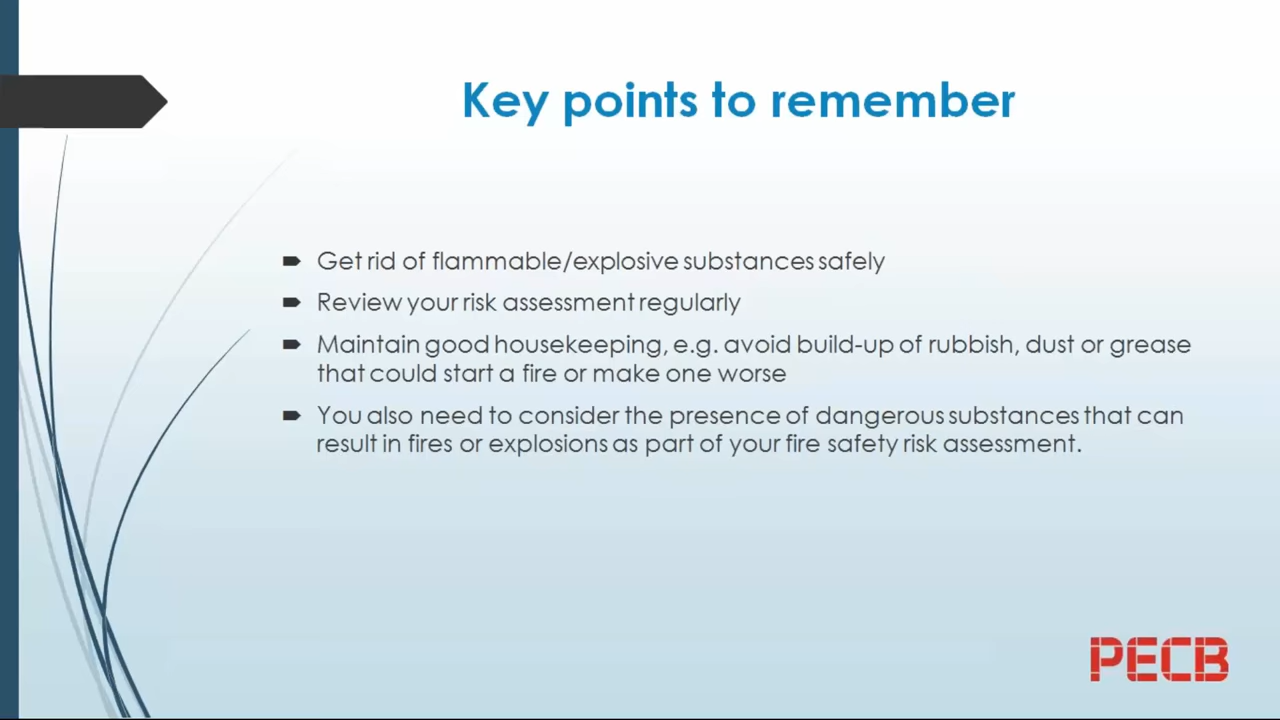 Key points to remember
Get rid of flammable/explosive substances safely
Review your risk assessment regularly
Maintain good housekeeping, e.g. avoid build-up of rubbish, dust or grease
that could start a fire or make one worse
You also need to consider the presence of dangerous substances that can
result in fires or explosions as part of your fire safety risk assessment.
PECB